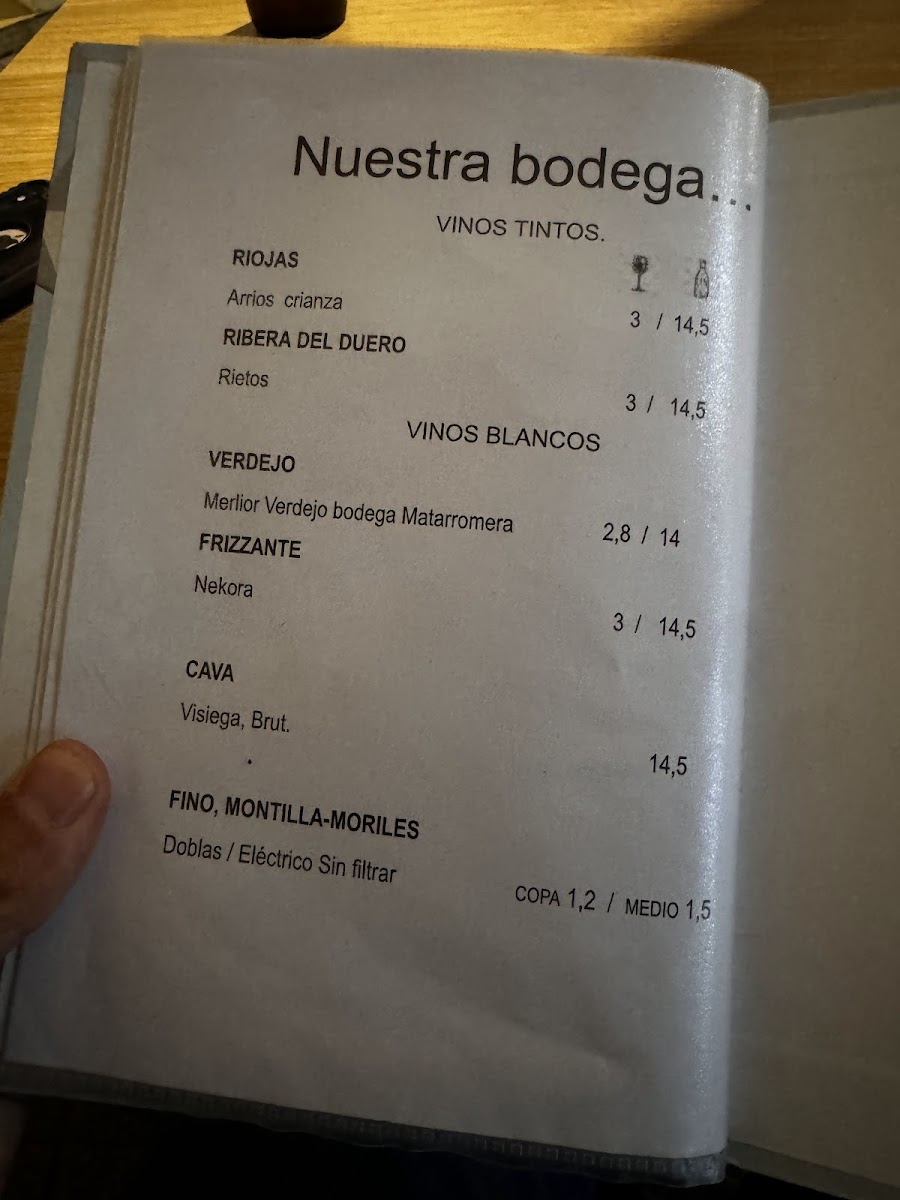 Nuestra bodega...
VINOS TINTOS.
RIOJAS
Arrios crianza
3 / 14,5
RIBERA DEL DUERO
Rietos
3 / 14,5
VINOS BLANCOS
VERDEJO
Merlior Verdejo bodega Matarromera 2,8 / 14
FRIZZANTE
Nekora
3 / 14,5
CAVA
Visiega, Brut.
14,5
FINO, MONTILLA-MORILES
Doblas / Eléctrico Sin filtrar
COPA 1,2 / MEDIO 1,5